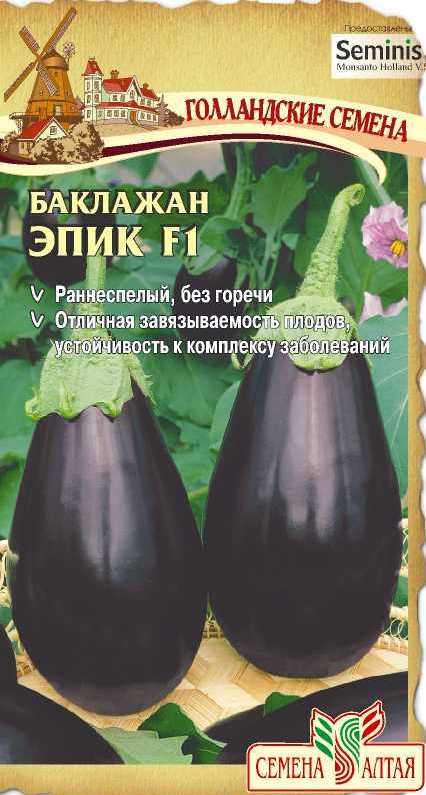 Предоставлены
Seminis
Monsanto Holland
ГОЛЛАНДСКИЕ СЕМЕНА
БАКЛАЖАН
ЭПИК F1
V Раннеспелый, без горечи
V Отличная завязываемость плодов,
устойчивость к комплексу заболеваний
СЕМЕНА АЛТАЯ